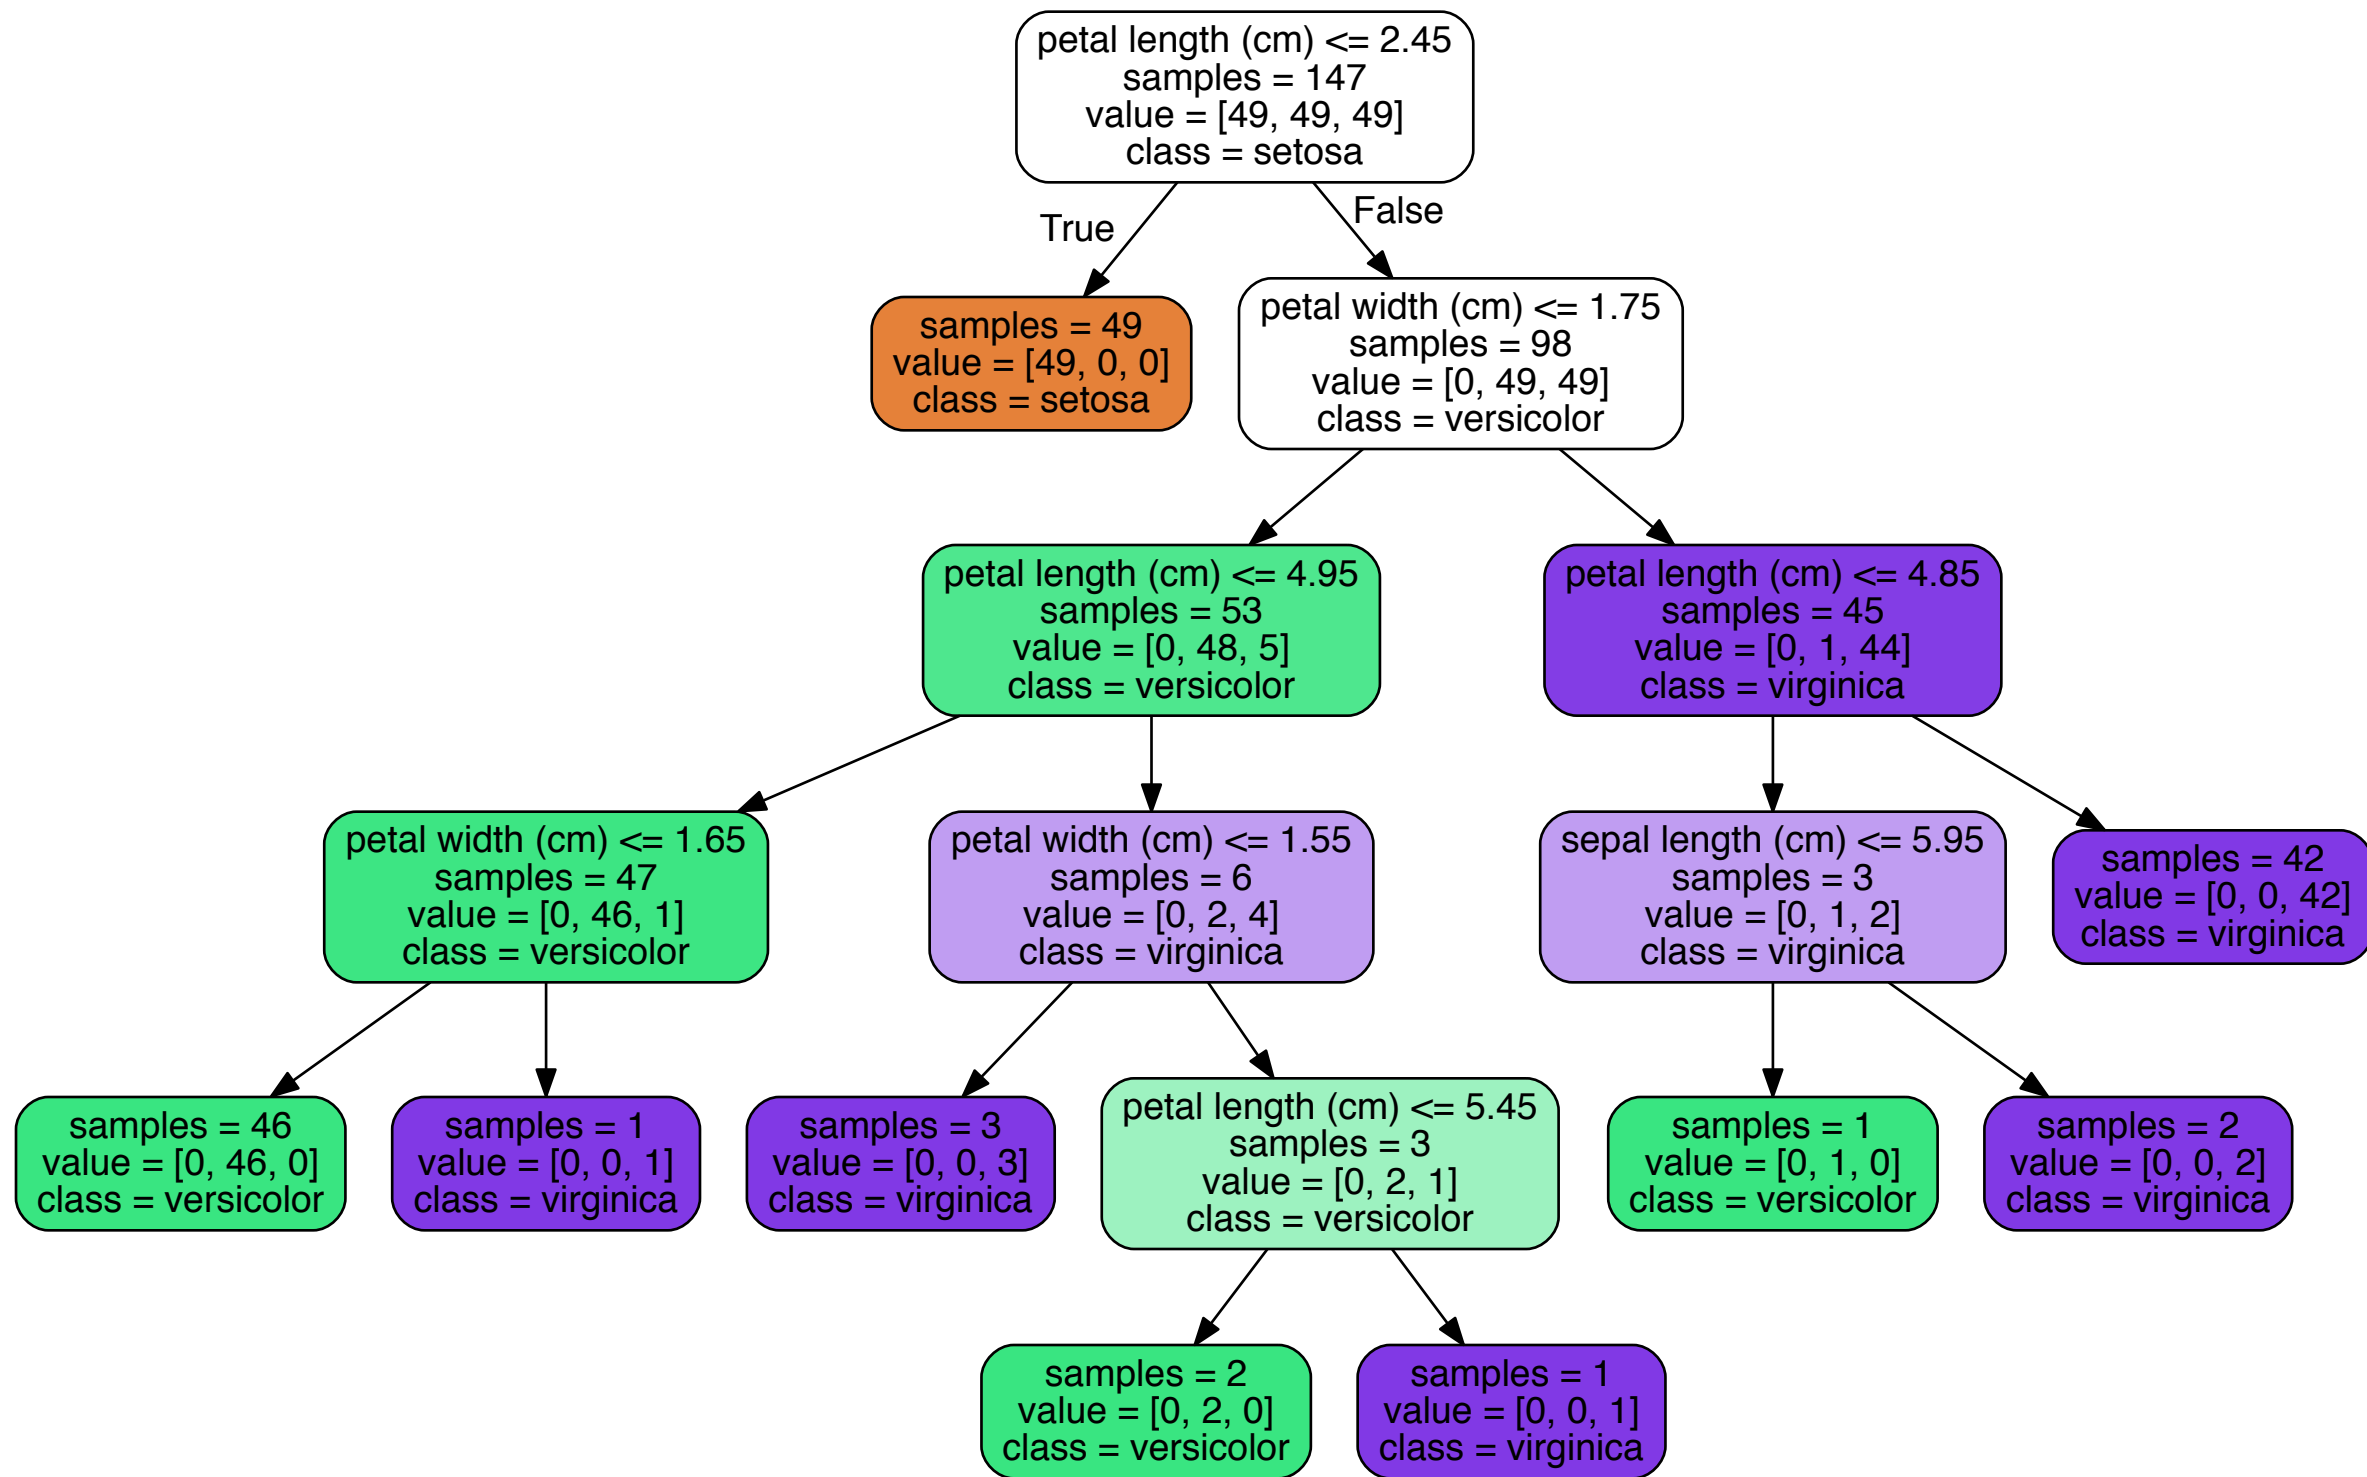 petal length (cm) <= 2.45
samples = 147
value = [49, 49, 49]
class = setosa
True
False
samples = 49
value = [49, 0, 0]
class = setosa
petal width (cm) <= 1.75
samples = 98
value = [0, 49, 49]
class = versicolor
petal length (cm) <= 4.95
samples = 53
value = [0, 48, 5]
class = versicolor
petal length (cm) <= 4.85
samples = 45
value = [0, 1, 44]
class = virginica
petal width (cm) <= 1.65
samples = 47
value = [0, 46, 1]
class = versicolor
petal width (cm) <= 1.55
samples = 6
value = [0, 2, 4]
class = virginica
sepal length (cm) <= 5.95
samples = 3
value = [0, 1, 2]
class = virginica
samples = 42
value = [0, 0, 42]
class = virginica
samples = 46
value = [0, 46, 0]
class = versicolor
samples = 1
value = [0, 0, 1]
class = virginica
samples = 3
value = [0, 0, 3]
class = virginica
petal length (cm) <= 5.45
samples = 3
value = [0, 2, 1]
class = versicolor
samples = 1
value = [0, 1, 0]
class = versicolor
samples = 2
value = [0, 0, 2]
class = virginica
samples = 2
value = [0, 2, 0]
class = versicolor
samples = 1
value = [0, 0, 1]
class = virginica